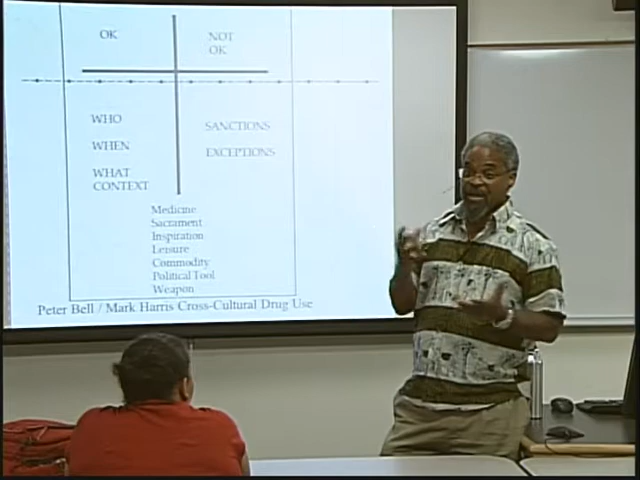 OK
NOT
OK
WHO
WHEN
WHAT
CONTEXT
SANCTIONS
EXCEPTIONS
Medicine
Sacrament
Inspiration
Leisure
Commodity
Political Tool
Weapon
Peter Bell / Mark Harris Cross-Cultural Drug Use